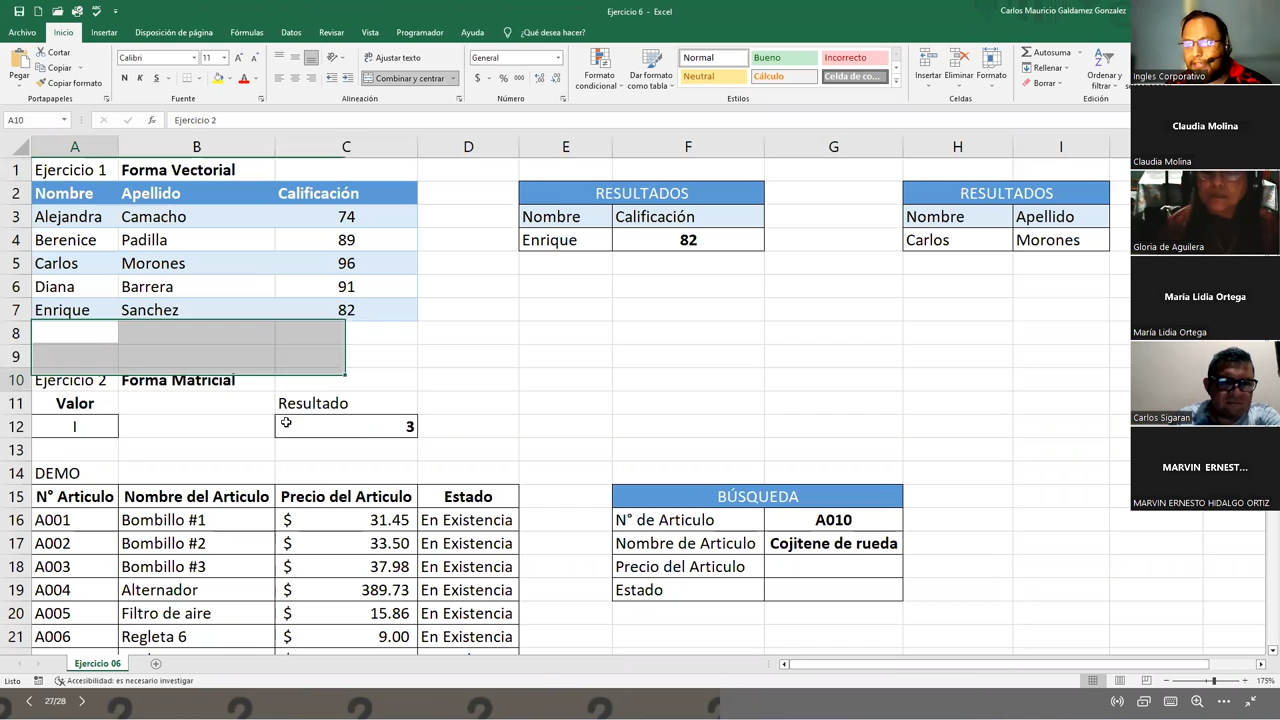 Ejercicio 6 - Excel
Carlos Mauricio Galdamez Gonzalez
Archivo Inicio Insertar Disposición de página Fórmulas Datos Revisar Vista Programador Ayuda ¿Qué desea hacer?
Pegar
Cortar
Copiar
Copiar formato
Portapapeles
Calibri 11
N K S
Fuente
Ajustar texto
Combinar y centrar
Alineación
General
$ % 000
Número
Formato condicional
Dar formato como tabla
Normal Bueno Incorrecto
Neutral Cálculo Celda de co...
Estilos
Insertar Eliminar Formato
Celdas
Autosuma
Rellenar
Borrar
Ordenar y filtrar
Edición
A10 fx Ejercicio 2
A B C D E F G H I
1 Ejercicio 1 Forma Vectorial
2 Nombre Apellido Calificación RESULTADOS RESULTADOS
3 Alejandra Camacho 74 Nombre Calificación Nombre Apellido
4 Berenice Padilla 89 Enrique 82 Carlos Morones
5 Carlos Morones 96
6 Diana Barrera 91
7 Enrique Sanchez 82
8
9
10 Ejercicio 2 Forma Matricial
11 Valor Resultado
12 I 3
13
14 DEMO
15 N° Articulo Nombre del Articulo Precio del Articulo Estado BÚSQUEDA
16 A001 Bombillo #1 $ 31.45 En Existencia N° de Articulo A010
17 A002 Bombillo #2 $ 33.50 En Existencia Nombre de Articulo Cojitene de rueda
18 A003 Bombillo #3 $ 37.98 En Existencia Precio del Articulo
19 A004 Alternador $ 389.73 En Existencia Estado
20 A005 Filtro de aire $ 15.86 En Existencia
21 A006 Regleta 6 $ 9.00 En Existencia
Ejercicio 06
Listo Accesibilidad: es necesario investigar 175%
27/28
Ingles Corporativo
Claudia Molina
Claudia Molina
Gloria de Aguilera
María Lidia Ortega
María Lidia Ortega
Carlos Sigaran
MARVIN ERNEST...
MARVIN ERNESTO HIDALGO ORTIZ